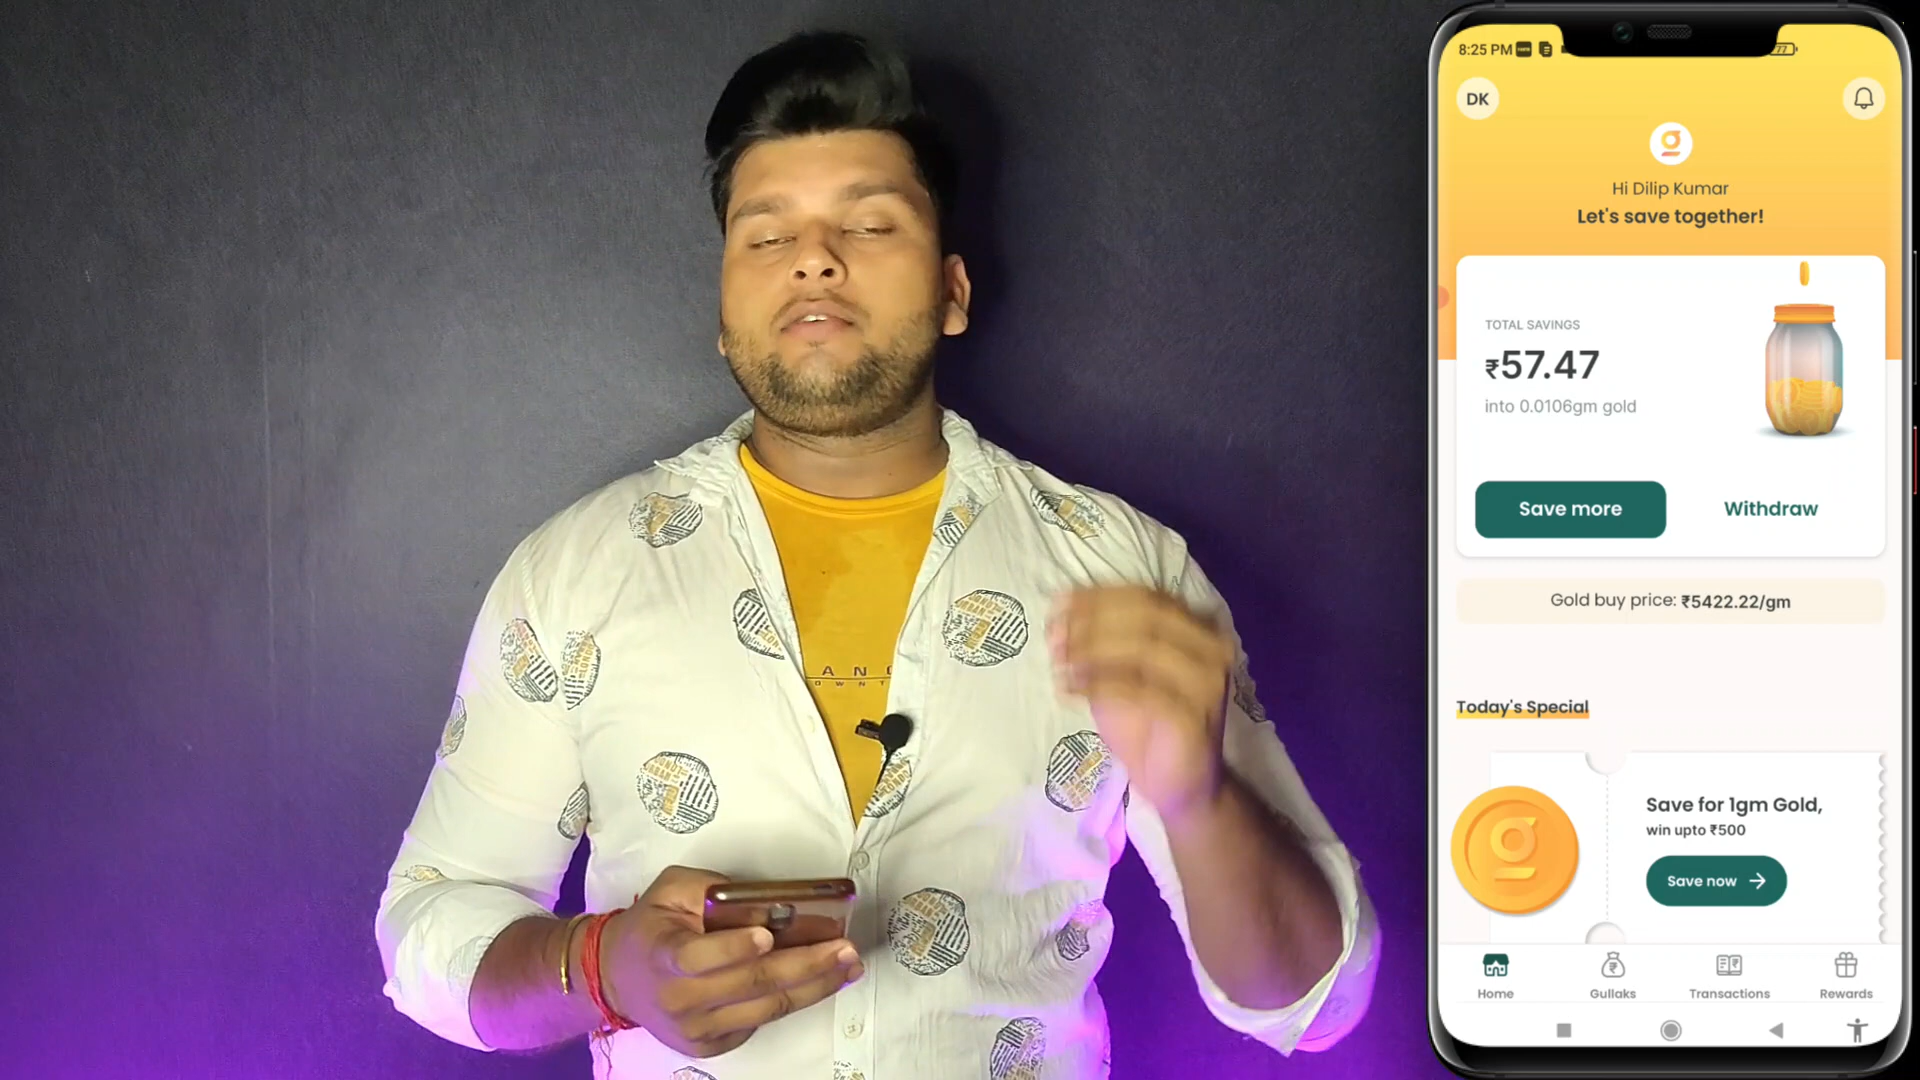 8:25 PM
77
DK
g
Hi Dilip Kumar
Let's save together!
TOTAL SAVINGS
₹57.47
into 0.0106gm gold
Save more
Withdraw
Gold buy price: ₹5422.22/gm
Today's Special
g
Save for 1gm Gold,
win upto ₹500
Save now →
Home
Gullaks
Transactions
Rewards